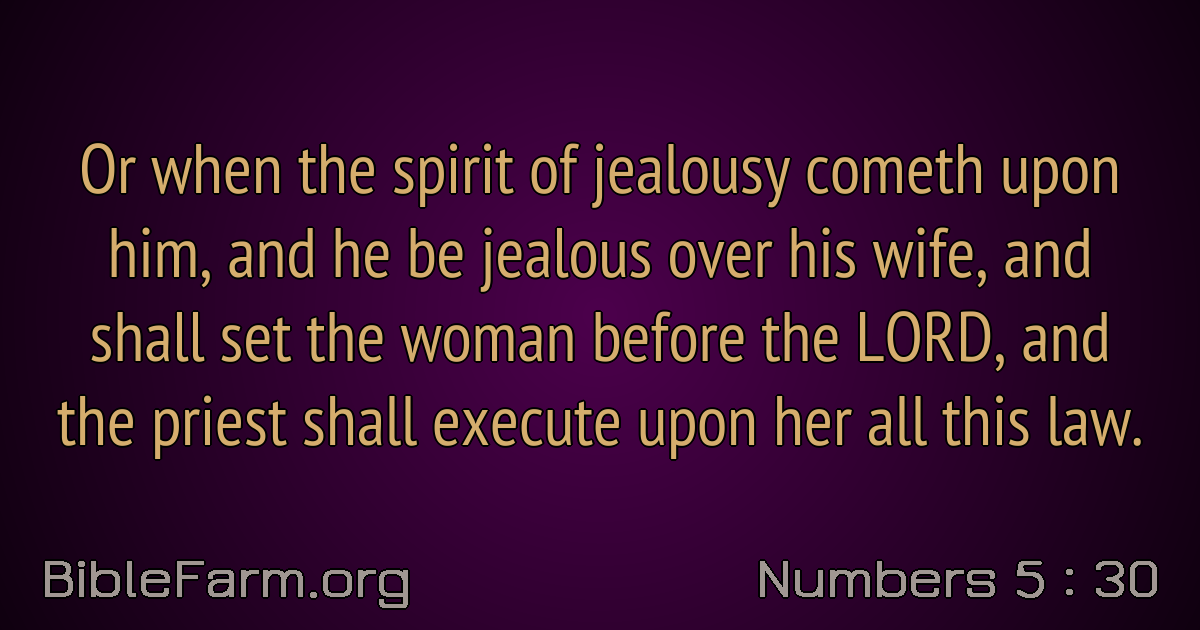 Or when the spirit of jealousy cometh upon
him, and he be jealous over his wife, and
shall set the woman before the LORD, and
the priest shall execute upon her all this law.
BibleFarm.org
Numbers 5 : 30